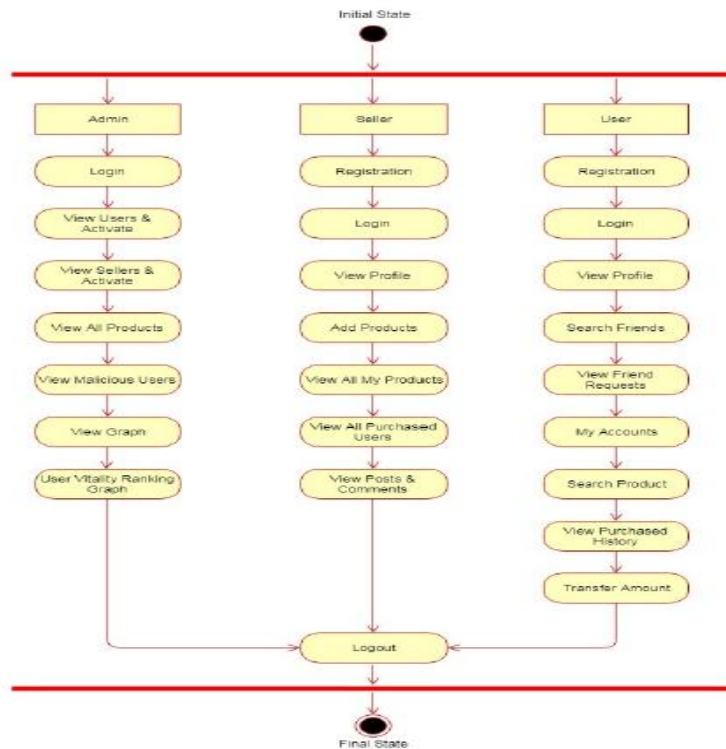 Initial State
Admin
Login
View Users &
Activate
View Sellers &
Activate
View All Products
View Malicious Users
View Graph
User Vitality Ranking
Graph
Seller
Registration
Login
View Profile
Add Products
View All My Products
View All Purchased
Users
View Posts &
Comments
User
Registration
Login
View Profile
Search Friends
View Friend
Requests
My Accounts
Search Product
View Purchased
History
Transfer Amount
Logout
Final State